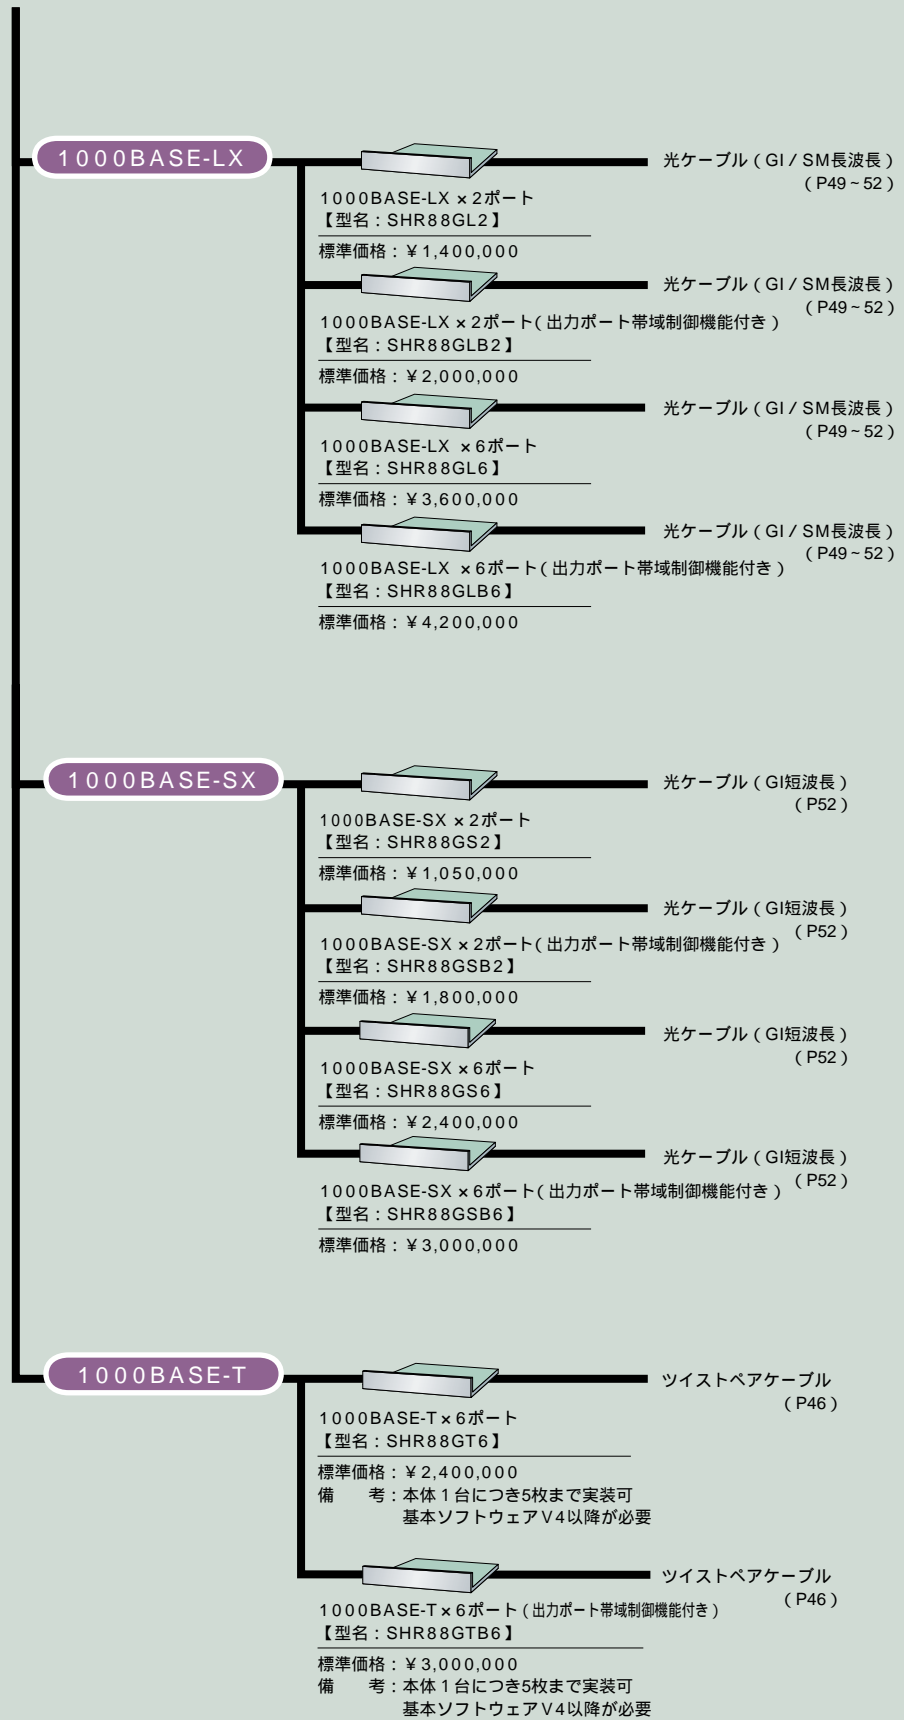 1000BASE-LX
光ケーブル（GI／SM長波長）
（P49～52）
1000BASE-LX×2ポート
【型名：SHR88GL2】
標準価格：￥1,400,000
光ケーブル（GI／SM長波長）
（P49～52）
1000BASE-LX×2ポート（出力ポート帯域制御機能付き）
【型名：SHR88GLB2】
標準価格：￥2,000,000
光ケーブル（GI／SM長波長）
（P49～52）
1000BASE-LX ×6ポート
【型名：SHR88GL6】
標準価格：￥3,600,000
光ケーブル（GI／SM長波長）
（P49～52）
1000BASE-LX ×6ポート（出力ポート帯域制御機能付き）
【型名：SHR88GLB6】
標準価格：￥4,200,000
1000BASE-SX
光ケーブル（GI短波長）
（P52）
1000BASE-SX×2ポート
【型名：SHR88GS2】
標準価格：￥1,050,000
光ケーブル（GI短波長）
（P52）
1000BASE-SX×2ポート（出力ポート帯域制御機能付き）
【型名：SHR88GSB2】
標準価格：￥1,800,000
光ケーブル（GI短波長）
（P52）
1000BASE-SX×6ポート
【型名：SHR88GS6】
標準価格：￥2,400,000
光ケーブル（GI短波長）
（P52）
1000BASE-SX×6ポート（出力ポート帯域制御機能付き）
【型名：SHR88GSB6】
標準価格：￥3,000,000
1000BASE-T
ツイストペアケーブル
（P46）
1000BASE-T×6ポート
【型名：SHR88GT6】
標準価格：￥2,400,000
備　　考：本体１台につき5枚まで実装可
基本ソフトウェアV4以降が必要
ツイストペアケーブル
（P46）
1000BASE-T×6ポート（出力ポート帯域制御機能付き）
【型名：SHR88GTB6】
標準価格：￥3,000,000
備　　考：本体１台につき5枚まで実装可
基本ソフトウェアV4以降が必要